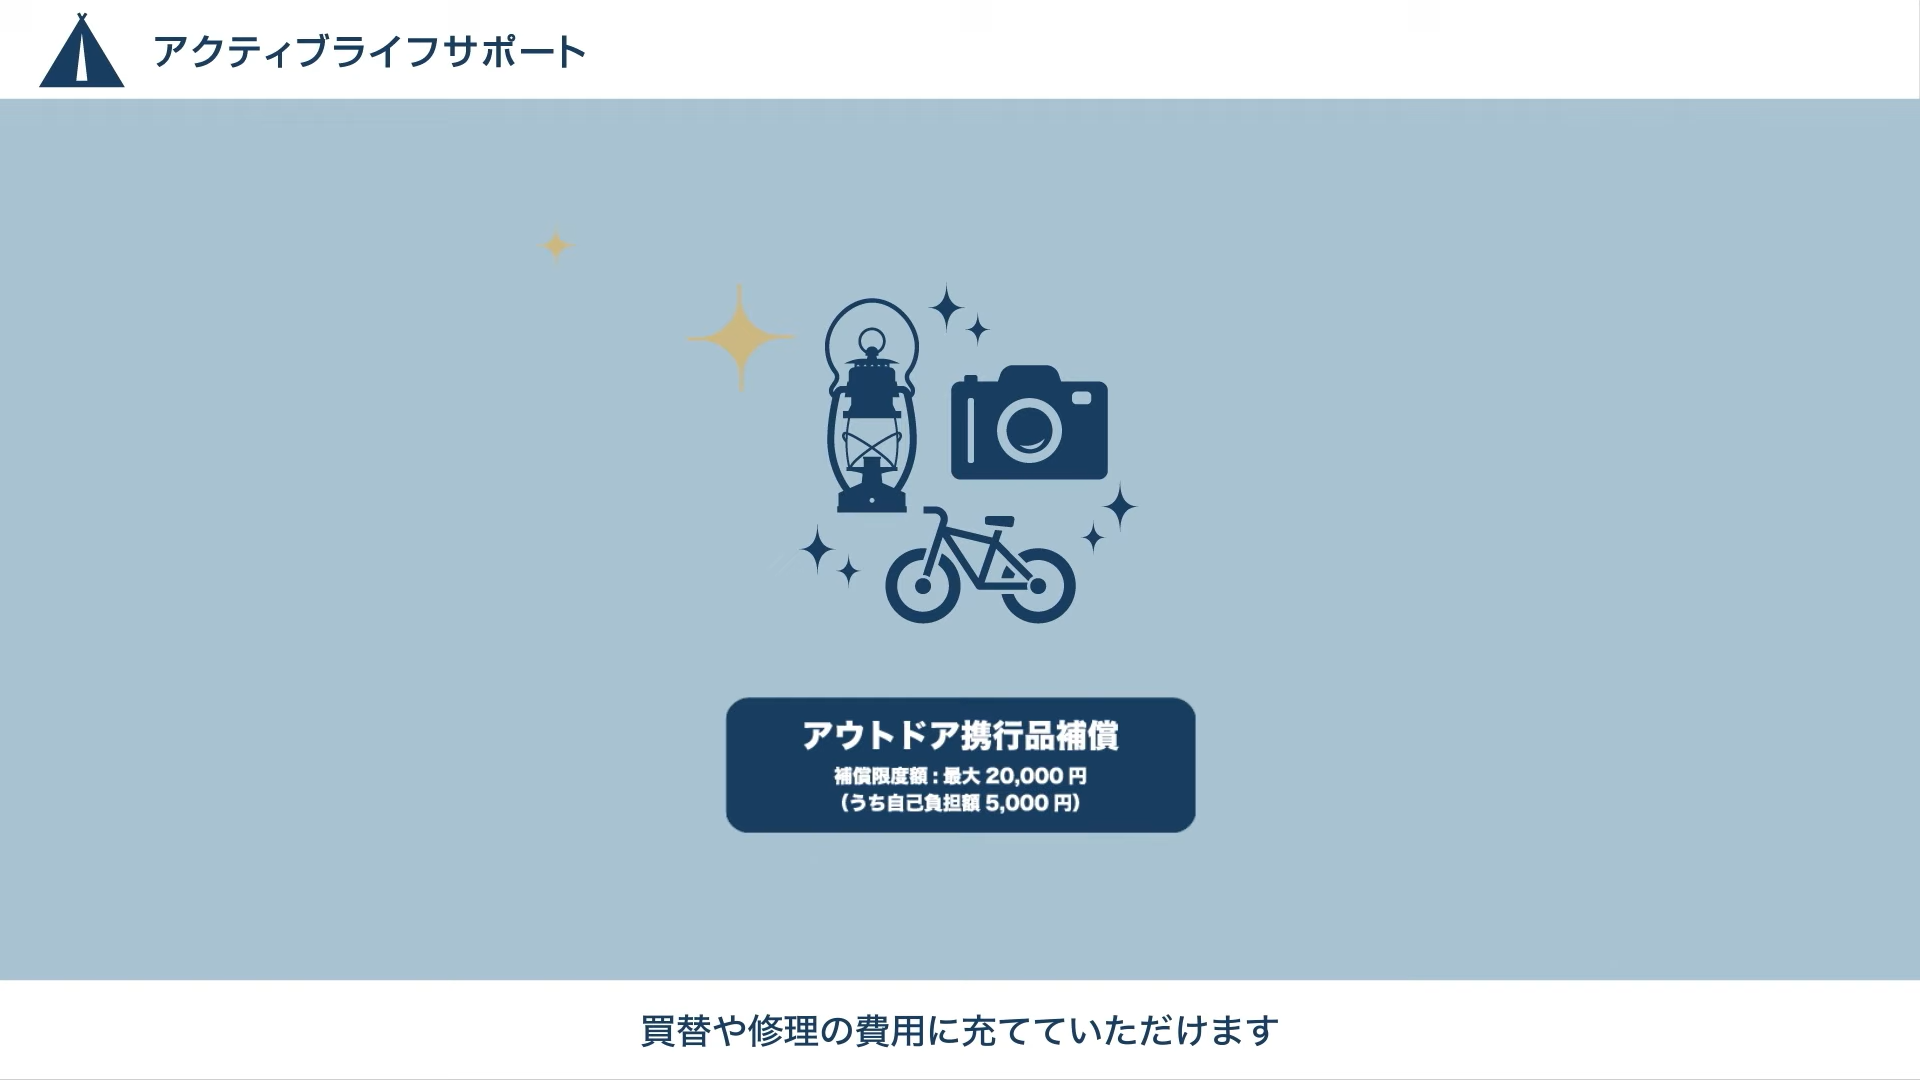 アクティブライフサポート
アウトドア携行品補償
補償限度額：最大 20,000 円
（うち自己負担額 5,000 円）
買替や修理の費用に充てていただけます